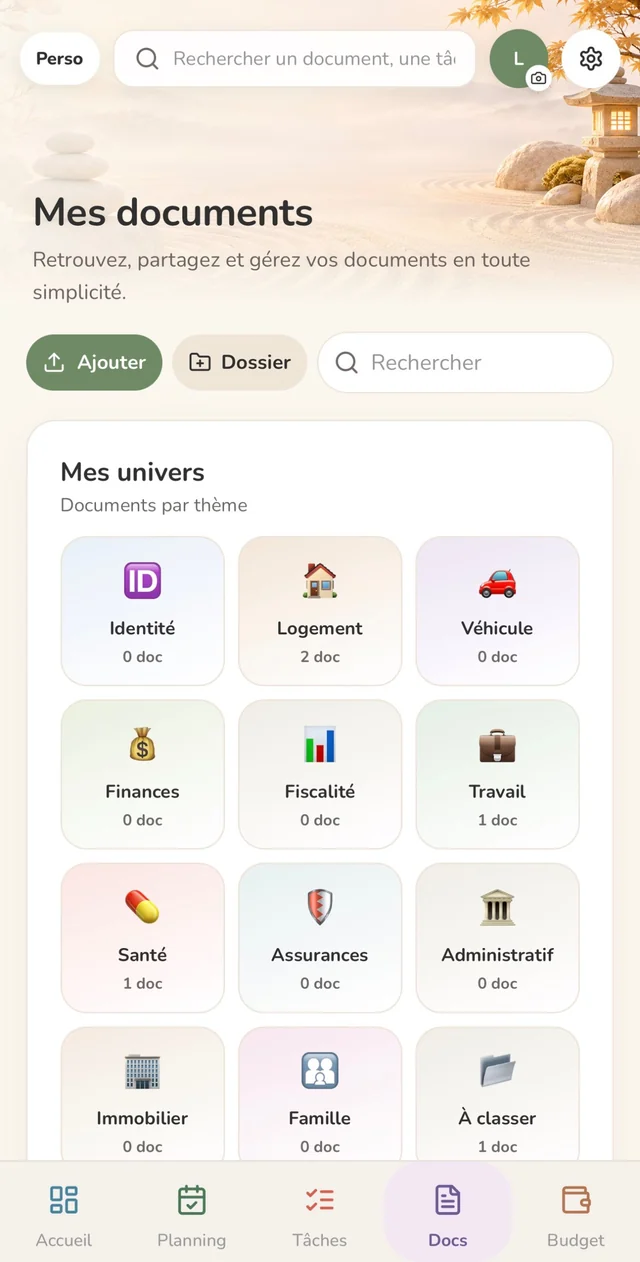 Perso
Rechercher un document, une tâc
L
Mes documents
Retrouvez, partagez et gérez vos documents en toute
simplicité.
Ajouter
Dossier
Rechercher
Mes univers
Documents par thème
ID
Identité
0 doc
Logement
2 doc
Véhicule
0 doc
$
Finances
0 doc
Fiscalité
0 doc
Travail
1 doc
Santé
1 doc
Assurances
0 doc
Administratif
0 doc
Immobilier
0 doc
Famille
0 doc
À classer
1 doc
Accueil
Planning
Tâches
Docs
Budget